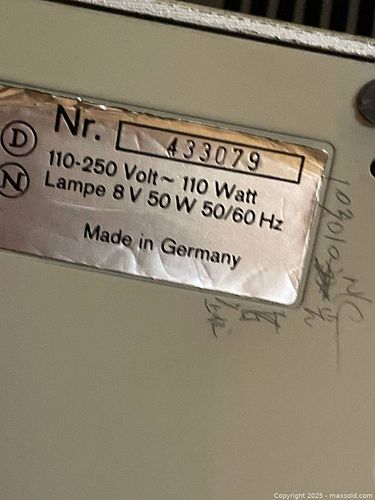 D
Nr. 433079
N
110-250 Volt~ 110 Watt
Lampe 8 V 50 W 50/60 Hz
Made in Germany
Copyright 2025 - maxsold.com